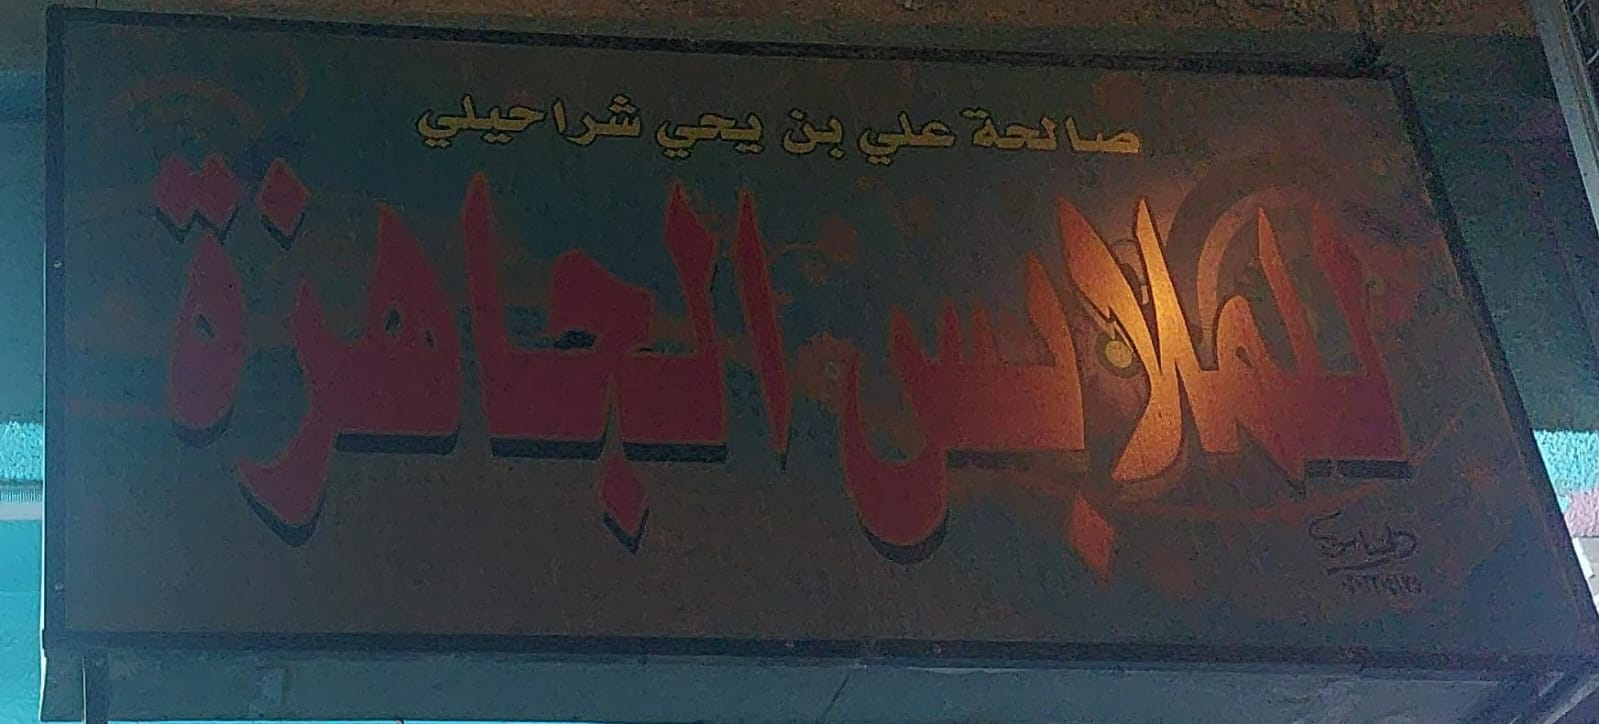 صالحة علي بن يحي شراحيلي
للملابس الجاهزة